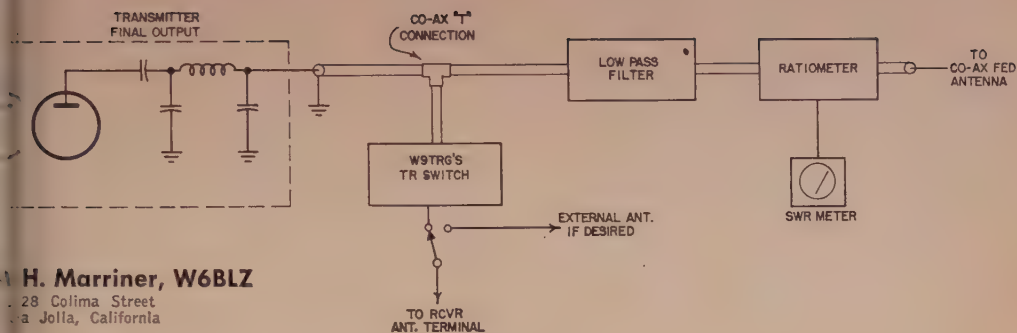 TRANSMITTER
FINAL OUTPUT
CO-AX "T"
CONNECTION
LOW PASS
FILTER
RATIOMETER
TO
CO-AX FED
ANTENNA
W9TRG'S
TR SWITCH
SWR METER
EXTERNAL ANT.
IF DESIRED
TO RCVR
ANT. TERMINAL
H. Marriner, W6BLZ
28 Colima Street
a Jolla, California